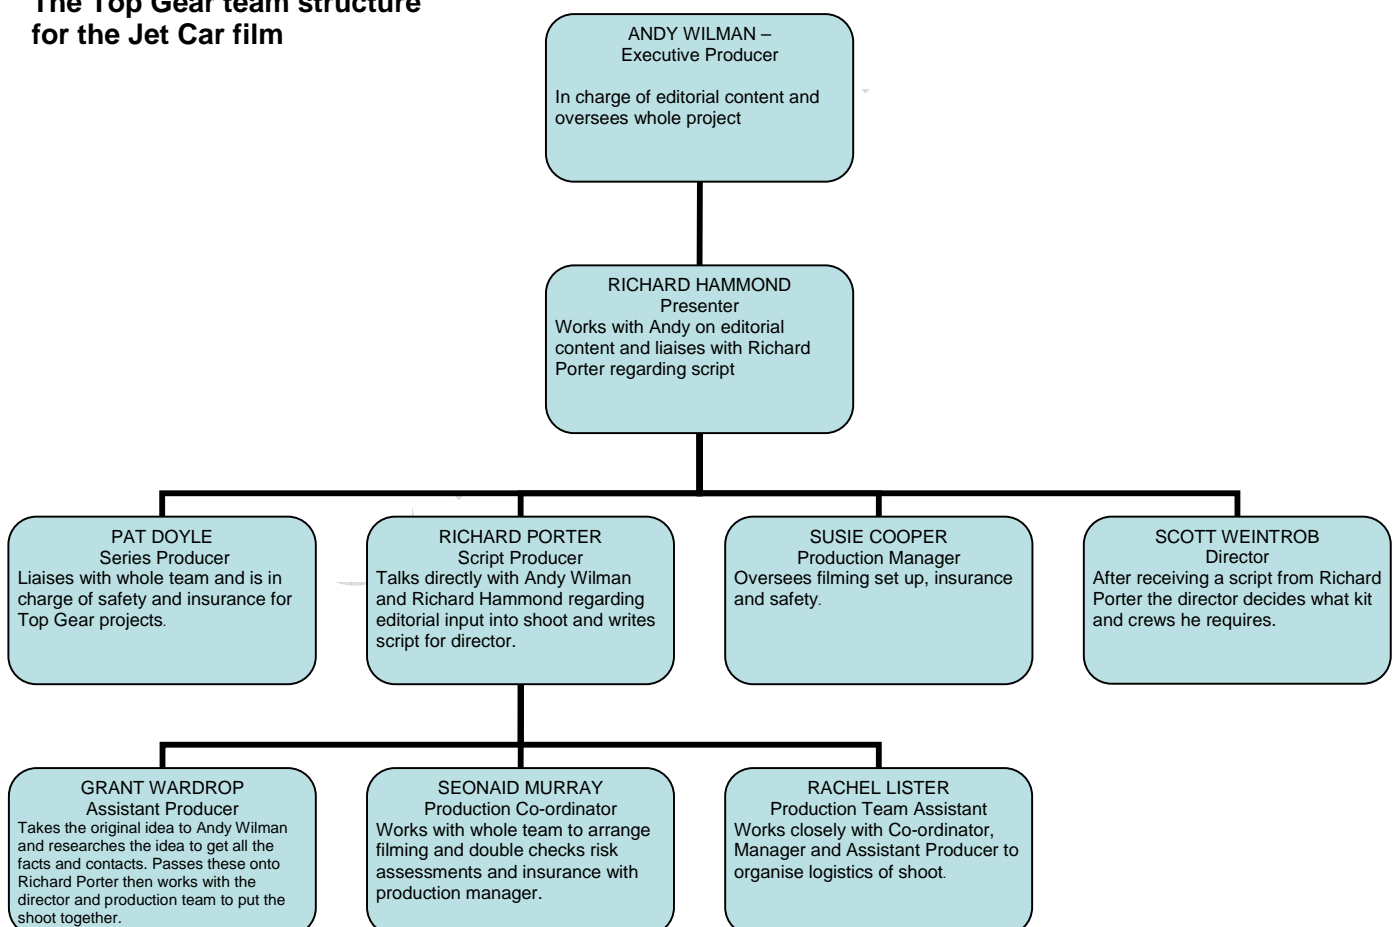 The Top Gear team structure
for the Jet Car film
ANDY WILMAN –
Executive Producer
In charge of editorial content and
oversees whole project
RICHARD HAMMOND
Presenter
Works with Andy on editorial
content and liaises with Richard
Porter regarding script
PAT DOYLE
Series Producer
Liaises with whole team and is in
charge of safety and insurance for
Top Gear projects.
RICHARD PORTER
Script Producer
Talks directly with Andy Wilman
and Richard Hammond regarding
editorial input into shoot and writes
script for director.
SUSIE COOPER
Production Manager
Oversees filming set up, insurance
and safety.
SCOTT WEINTROB
Director
After receiving a script from Richard
Porter the director decides what kit
and crews he requires.
GRANT WARDROP
Assistant Producer
Takes the original idea to Andy Wilman
and researches the idea to get all the
facts and contacts. Passes these onto
Richard Porter then works with the
director and production team to put the
shoot together.
SEONAID MURRAY
Production Co-ordinator
Works with whole team to arrange
filming and double checks risk
assessments and insurance with
production manager.
RACHEL LISTER
Production Team Assistant
Works closely with Co-ordinator,
Manager and Assistant Producer to
organise logistics of shoot.